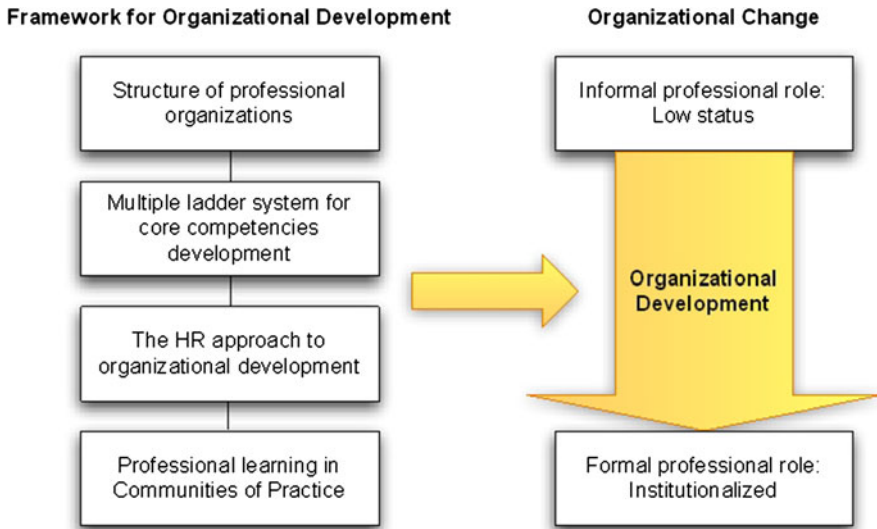 Framework for Organizational Development
Structure of professional
organizations
Multiple ladder system for
core competencies
development
The HR approach to
organizational development
Professional learning in
Communities of Practice
Organizational Change
Informal professional role:
Low status
Organizational
Development
Formal professional role:
Institutionalized